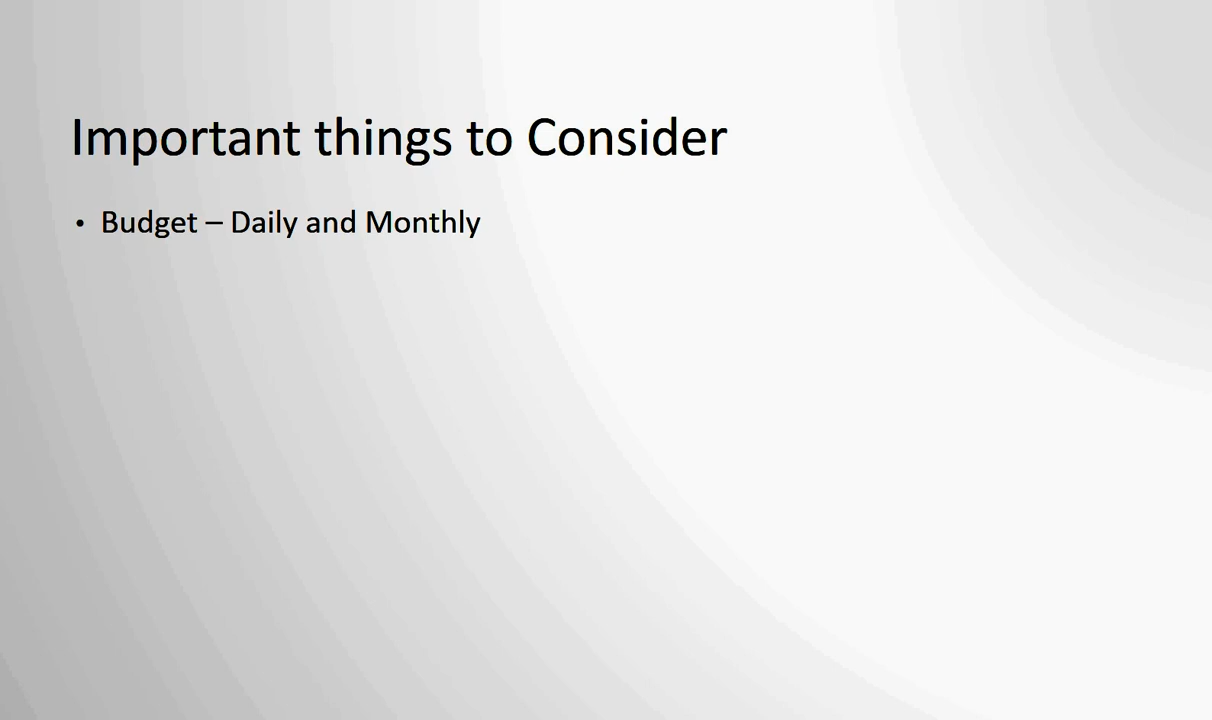 Important things to Consider
• Budget – Daily and Monthly